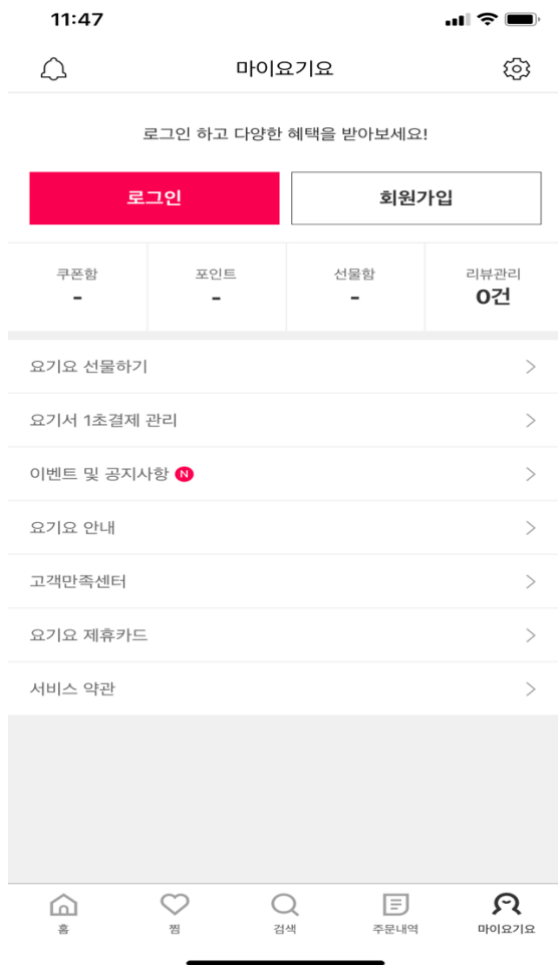 11:47
마이요기요
로그인 하고 다양한 혜택을 받아보세요!
로그인
회원가입
쿠폰함
포인트
선물함
리뷰관리
-
-
-
0건
요기요 선물하기
요기서 1초결제 관리
이벤트 및 공지사항 N
요기요 안내
고객만족센터
요기요 제휴카드
서비스 약관
홈
찜
검색
주문내역
마이요기요